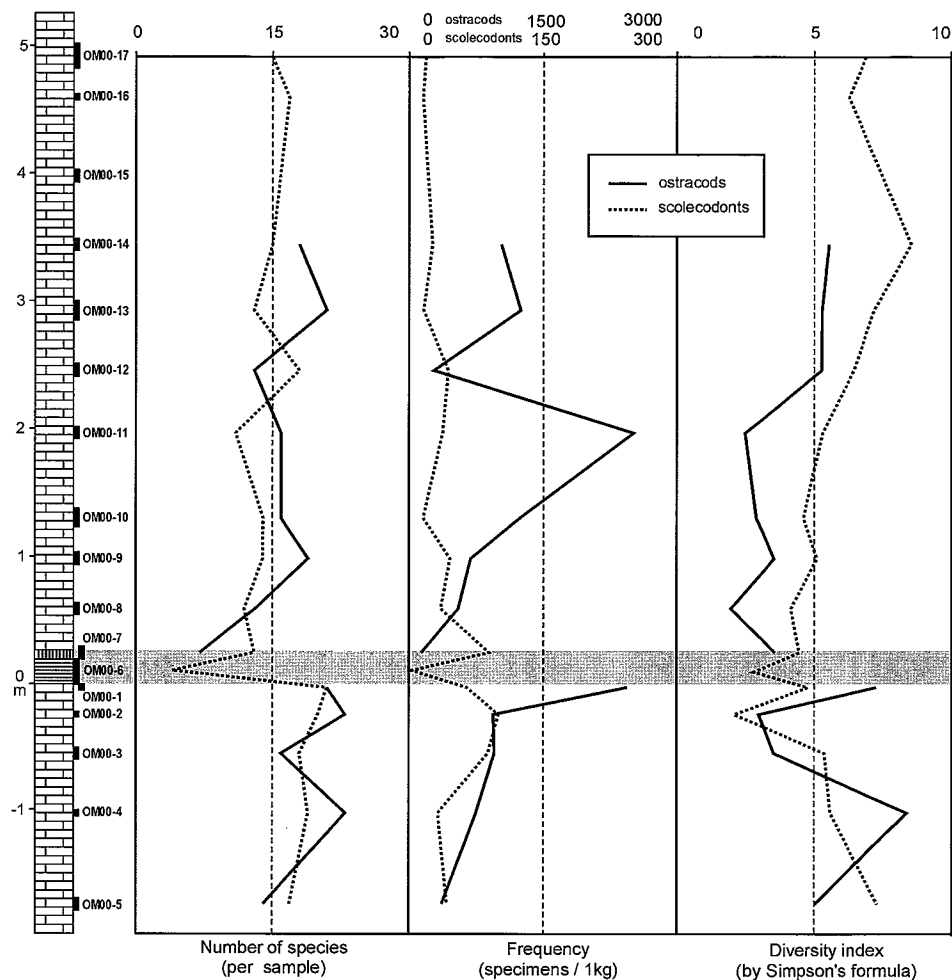 0 15 30
0 ostracods 1500 3000
0 scolecodonts 150 300
0 5 10
5
OM00-17
OM00-16
4
OM00-15
ostracods
scolecodonts
OM00-14
3
OM00-13
OM00-12
2
OM00-11
OM00-10
1
OM00-9
OM00-8
OM00-7
OM00-6
0
m
OM00-1
OM00-2
OM00-3
-1
OM00-4
OM00-5
Number of species
(per sample)
Frequency
(specimens / 1kg)
Diversity index
(by Simpson's formula)